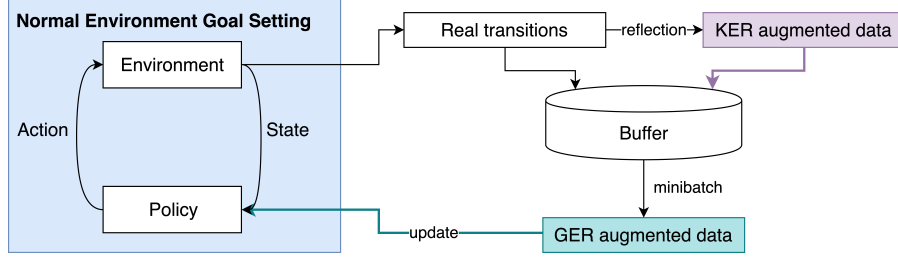 Normal Environment Goal Setting
Environment
Action
State
Policy
Real transitions
reflection
KER augmented data
Buffer
minibatch
GER augmented data
update